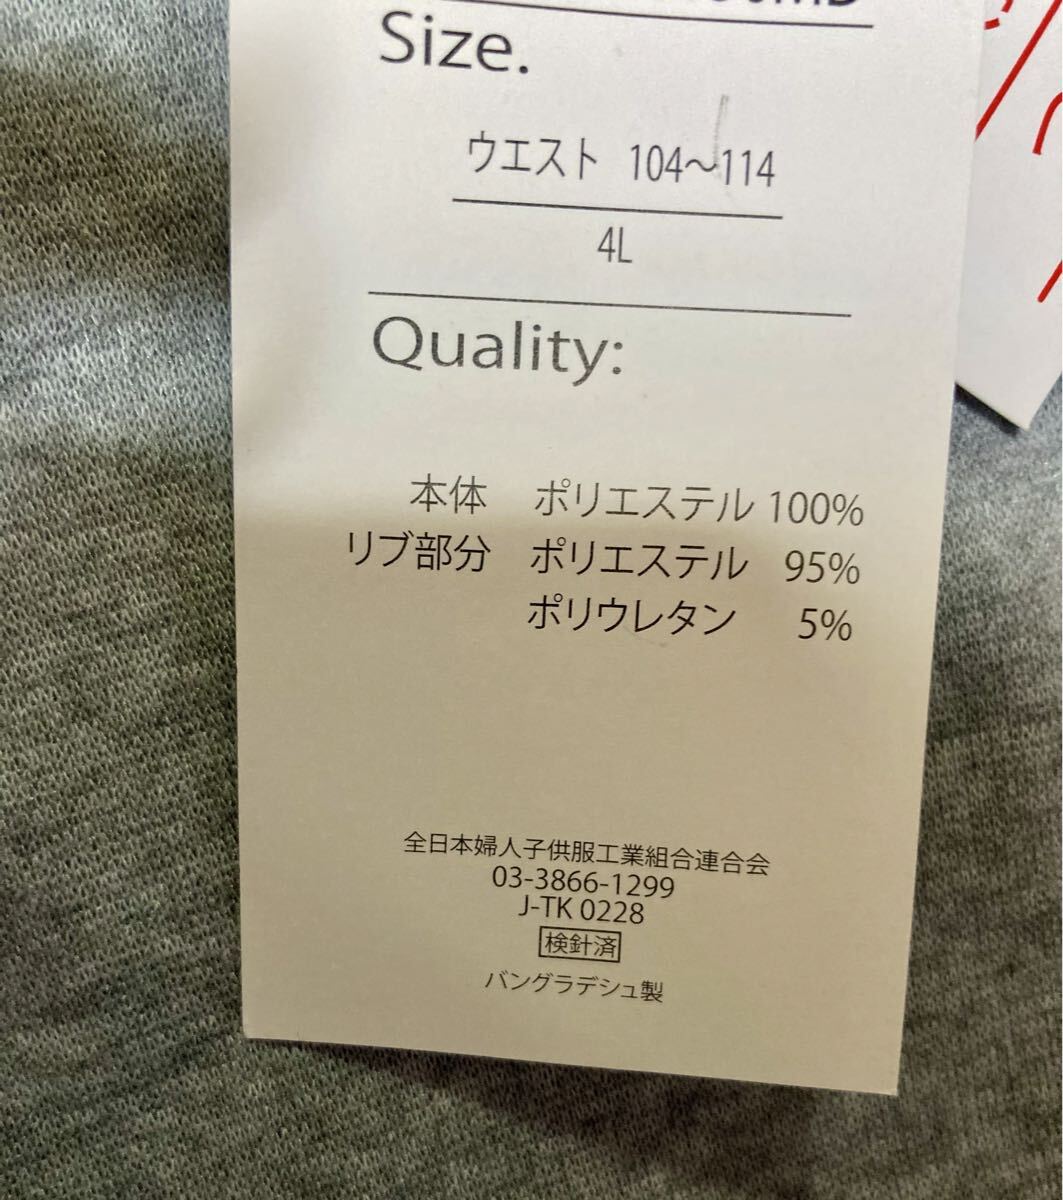 Size.
ウエスト 104～114
4L
Quality:
本体 ポリエステル 100%
リブ部分 ポリエステル 95%
ポリウレタン 5%
全日本婦人子供服工業組合連合会
03-3866-1299
J-TK 0228
検針済
バングラデシュ製